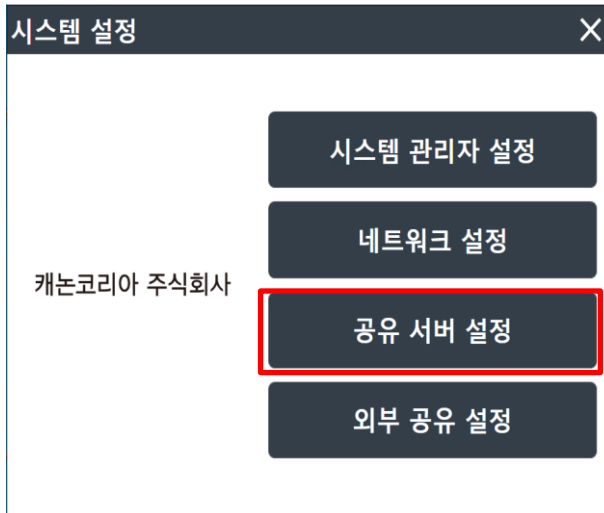 시스템 설정
시스템 관리자 설정
네트워크 설정
캐논코리아 주식회사
공유 서버 설정
외부 공유 설정